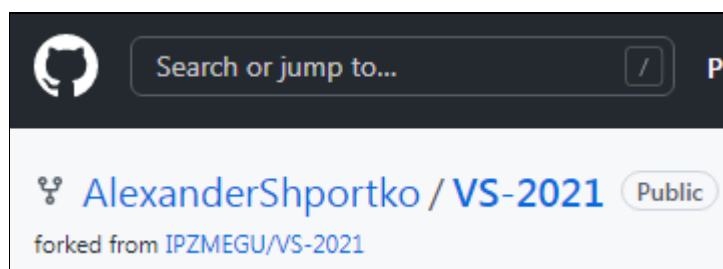 Search or jump to... / P
AlexanderShportko / VS-2021 Public
forked from IPZMEGU/VS-2021